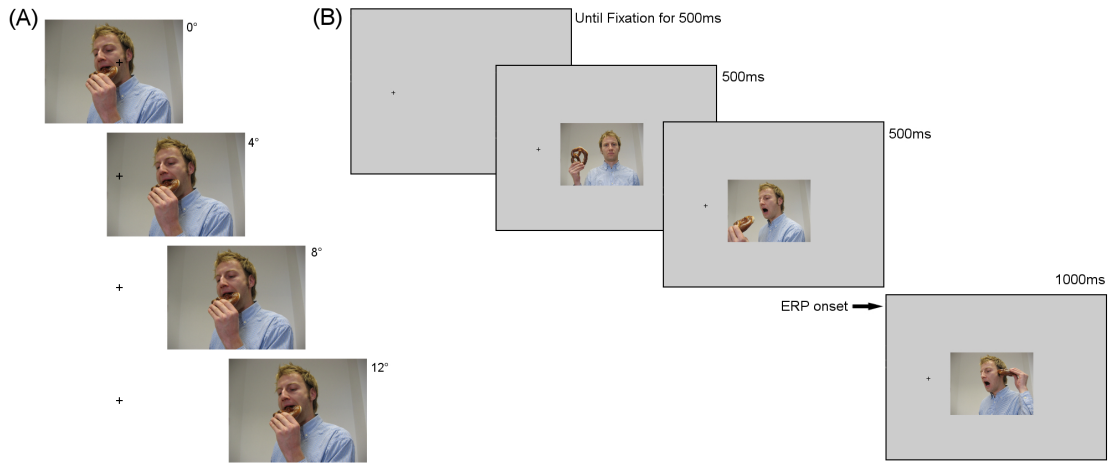 (A)
0°
4°
8°
12°
(B)
Until Fixation for 500ms
500ms
500ms
1000ms
ERP onset